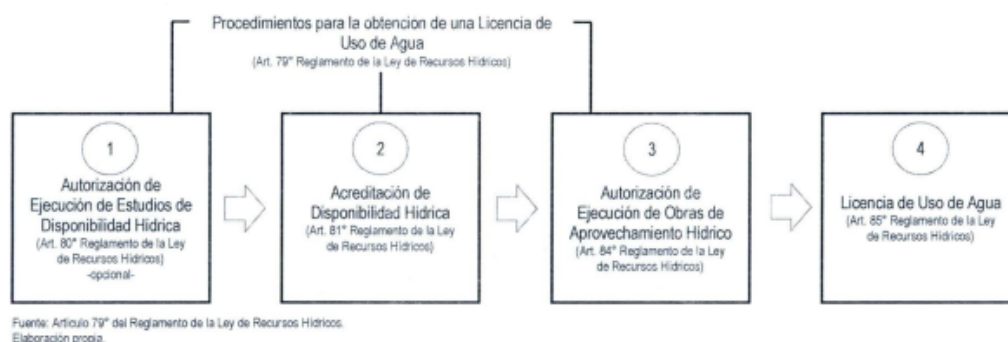 Procedimientos para la obtención de una Licencia de
Uso de Agua
(Art. 79° Reglamento de la Ley de Recursos Hídricos)
1
Autorización de
Ejecución de Estudios de
Disponibilidad Hídrica
(Art. 80° Reglamento de la Ley
de Recursos Hídricos)
-opcional-
2
Acreditación de
Disponibilidad Hídrica
(Art. 81° Reglamento de la Ley
de Recursos Hídricos)
3
Autorización de
Ejecución de Obras de
Aprovechamiento Hídrico
(Art. 84° Reglamento de la Ley
de Recursos Hídricos)
4
Licencia de Uso de Agua
(Art. 85° Reglamento de la Ley
de Recursos Hídricos)
Fuente: Artículo 79° del Reglamento de la Ley de Recursos Hídricos.
Elaboración propia.